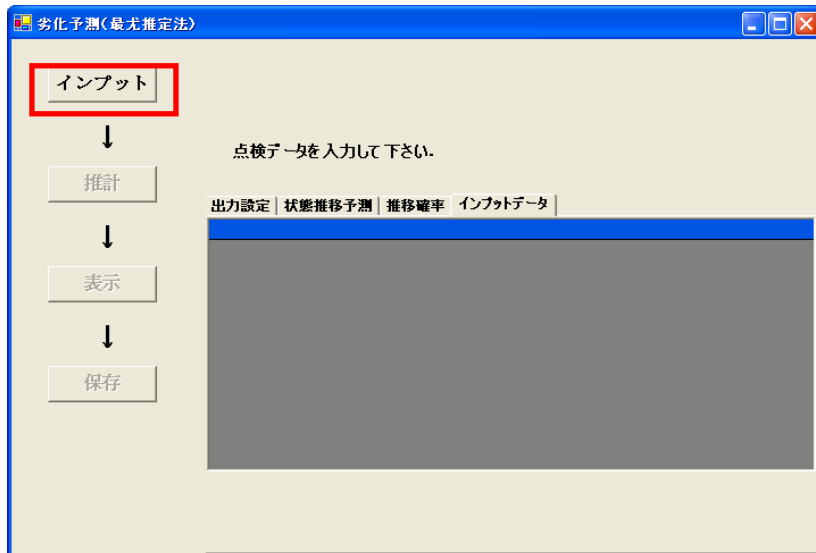 劣化予測(最尤推定法)
インプット
↓
推計
↓
表示
↓
保存
点検データを入力して下さい.
出力設定
状態推移予測
推移確率
インプットデータ